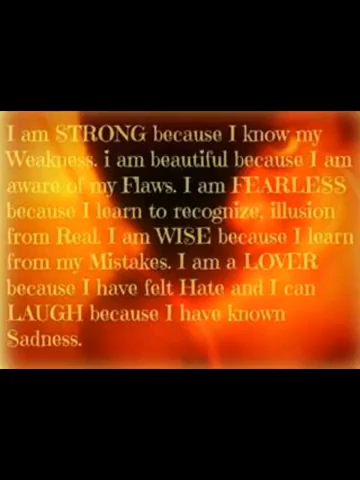 I am STRONG because I know my
Weakness. i am beautiful because I am
aware of my Flaws. I am FEARLESS
because I learn to recognize, illusion
from Real. I am WISE because I learn
from my Mistakes. I am a LOVER
because I have felt Hate and I can
LAUGH because I have known
Sadness.